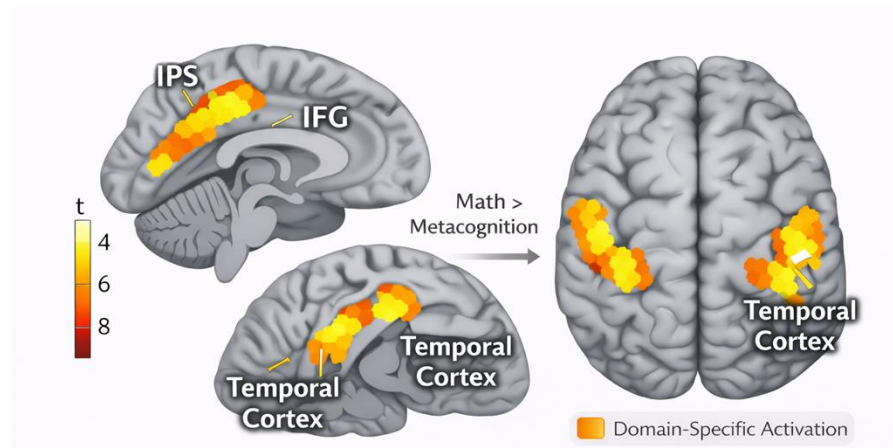 IPS
IFG
t
4
6
8
Math >
Metacognition
Temporal
Cortex
Temporal
Cortex
Temporal
Cortex
Domain-Specific Activation